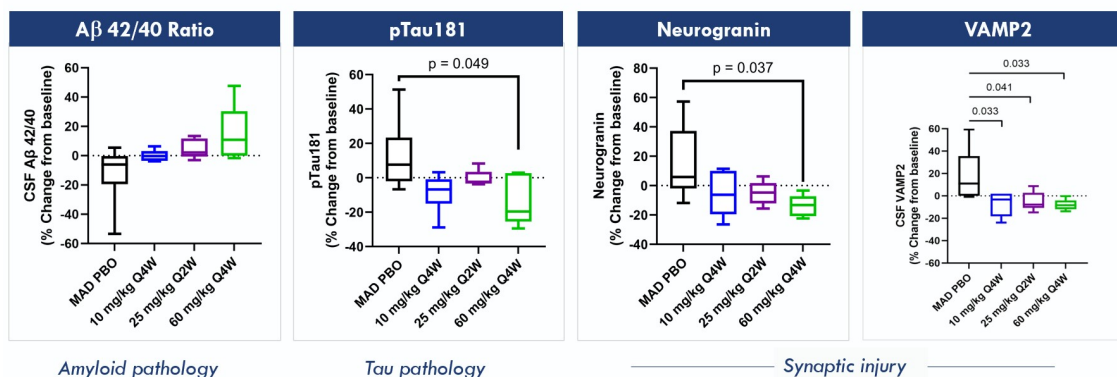 Aβ 42/40 Ratio
CSF Aβ 42/40
(% Change from baseline)
60
40
20
0
-20
-40
-60
MAD PBO
10 mg/kg Q4W
25 mg/kg Q2W
60 mg/kg Q4W
Amyloid pathology
pTau181
p = 0.049
pTau181
(% Change from baseline)
60
40
20
0
-20
-40
MAD PBO
10 mg/kg Q4W
25 mg/kg Q2W
60 mg/kg Q4W
Tau pathology
Neurogranin
p = 0.037
Neurogranin
(% Change from baseline)
80
60
40
20
0
-20
-40
MAD PBO
10 mg/kg Q4W
25 mg/kg Q2W
60 mg/kg Q4W
VAMP2
0.033
0.041
0.033
CSF VAMP2
(% Change from baseline)
60
40
20
0
-20
-40
-60
MAD PBO
10 mg/kg Q4W
25 mg/kg Q2W
60 mg/kg Q4W
Synaptic injury